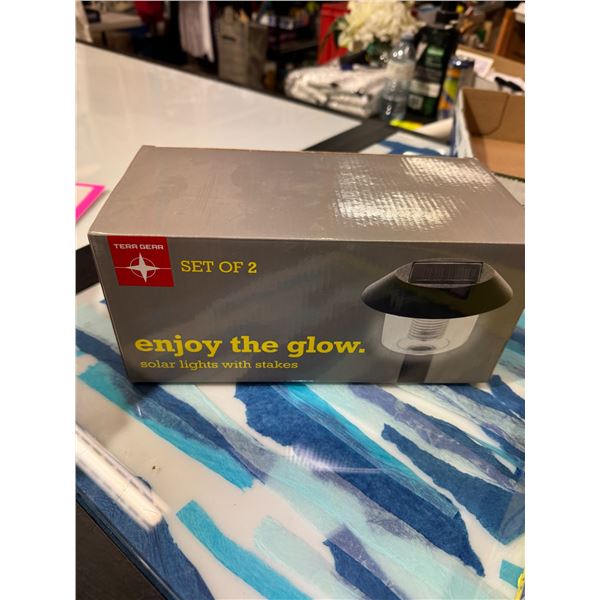 TERA GEAR
SET OF 2
enjoy the glow.
solar lights with stakes